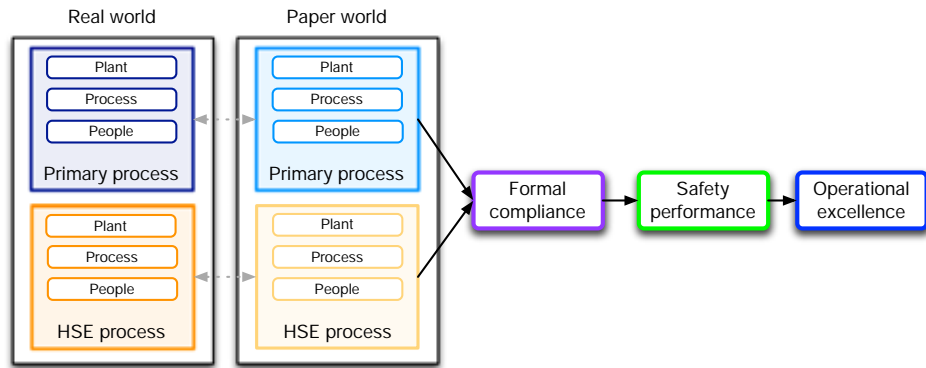 Real world
Paper world
Plant
Process
People
Primary process
Plant
Process
People
HSE process
Plant
Process
People
Primary process
Plant
Process
People
HSE process
Formal
compliance
Safety
performance
Operational
excellence